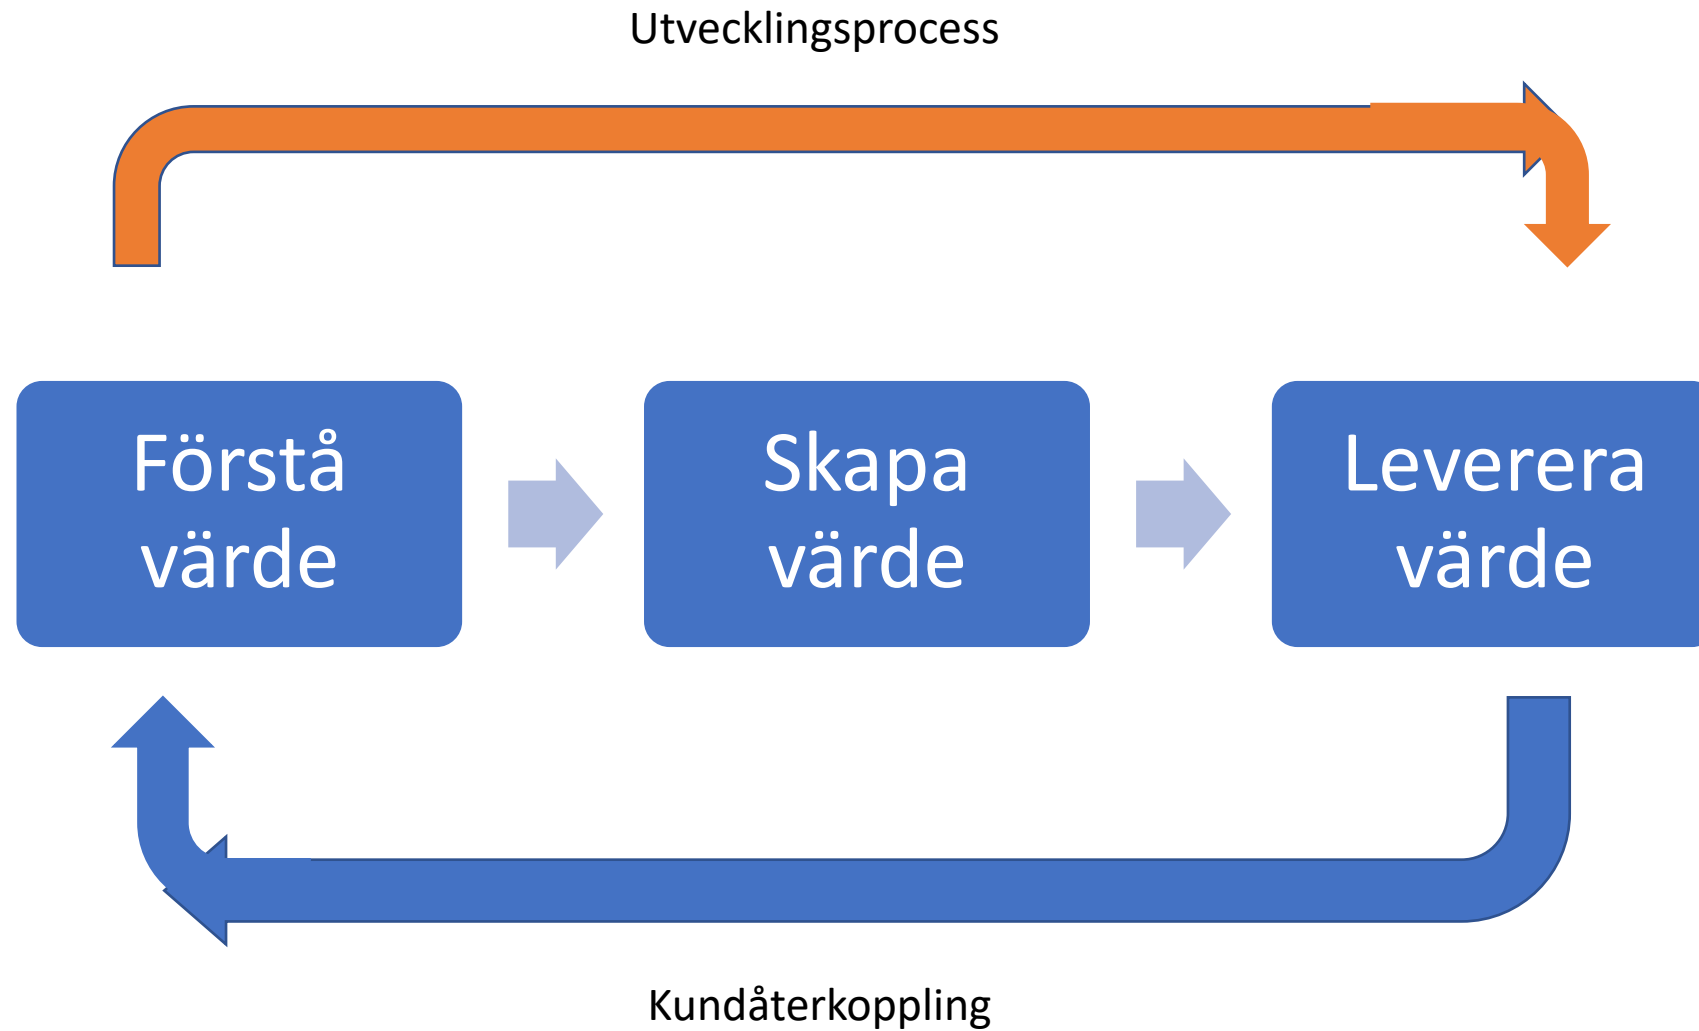 Utvecklingsprocess
Förstå
värde
Skapa
värde
Leverera
värde
Kundåterkoppling